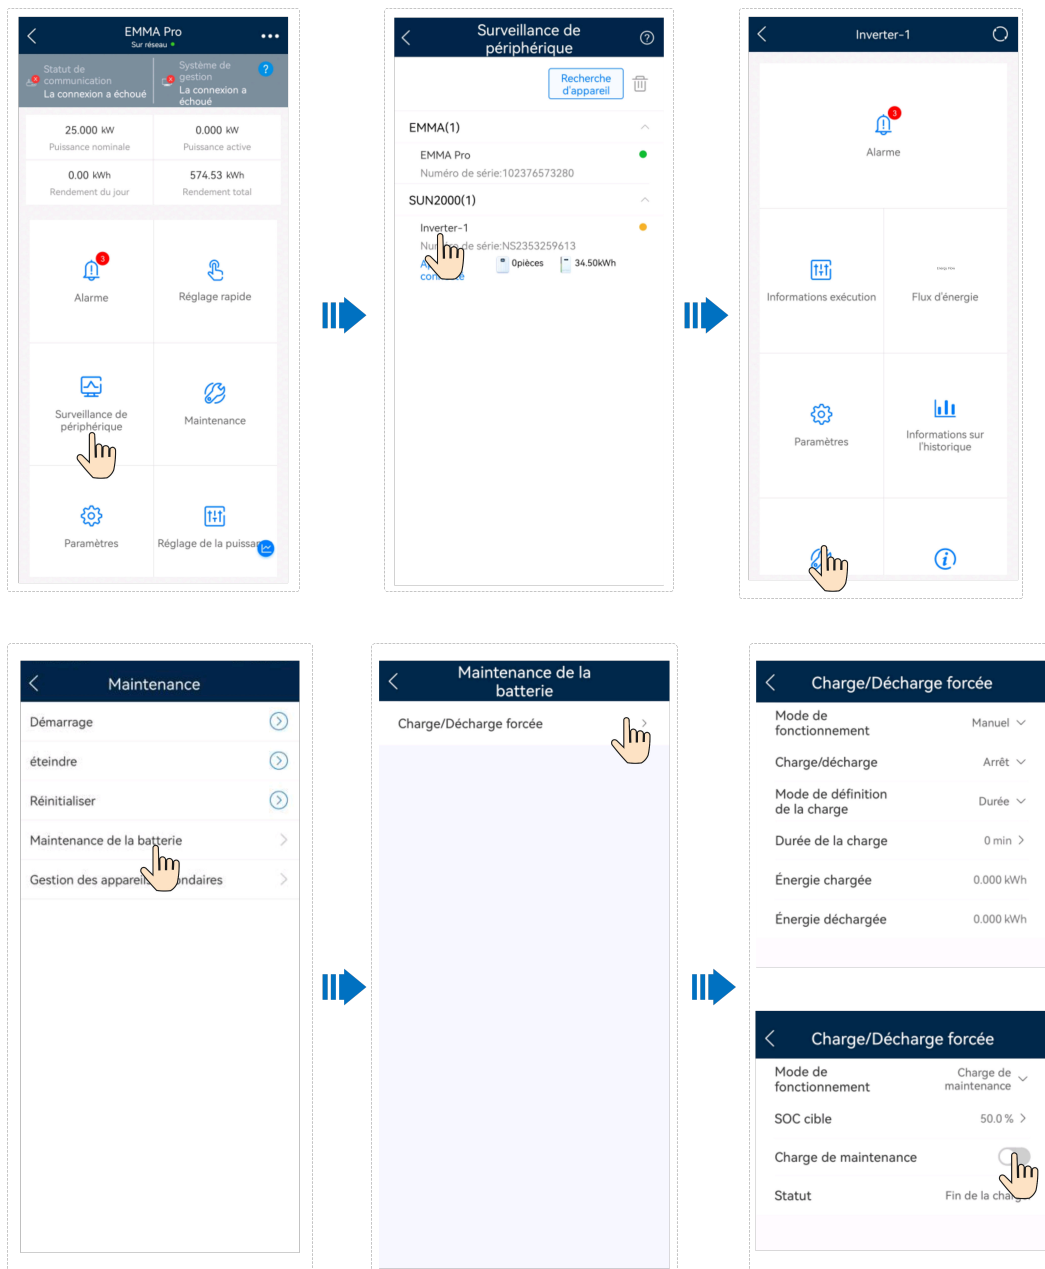 EMMA Pro
Sur réseau
Statut de
communication
La connexion a échoué
Système de
gestion
La connexion a
échoué
?
25.000 kW
Puissance nominale
0.000 kW
Puissance active
0.00 kWh
Rendement du jour
574.53 kWh
Rendement total
3
Alarme
Réglage rapide
Surveillance de
périphérique
Maintenance
Paramètres
Réglage de la
Surveillance de
périphérique
?
Recherche
d'appareil
EMMA(1)
EMMA Pro
Numéro de série:102376573280
SUN2000(1)
Inverter-1
de série:NS2353259613
0pièces
34.50kWh
Inverter-1
3
Alarme
Informations exécution
Flux d'énergie
Paramètres
Informations sur
l'historique
Maintenance
Démarrage
éteindre
Réinitialiser
Maintenance de la batterie
Gestion des
Maintenance de la
batterie
Charge/Décharge forcée
Charge/Décharge forcée
Mode de
fonctionnement
Manuel
Charge/décharge
Arrêt
Mode de définition
de la charge
Durée
Durée de la charge
0 min
Énergie chargée
0.000 kWh
Énergie déchargée
0.000 kWh
Charge/Décharge forcée
Mode de
fonctionnement
Charge de
maintenance
SOC cible
50.0 %
Charge de maintenance
Statut
Fin de la